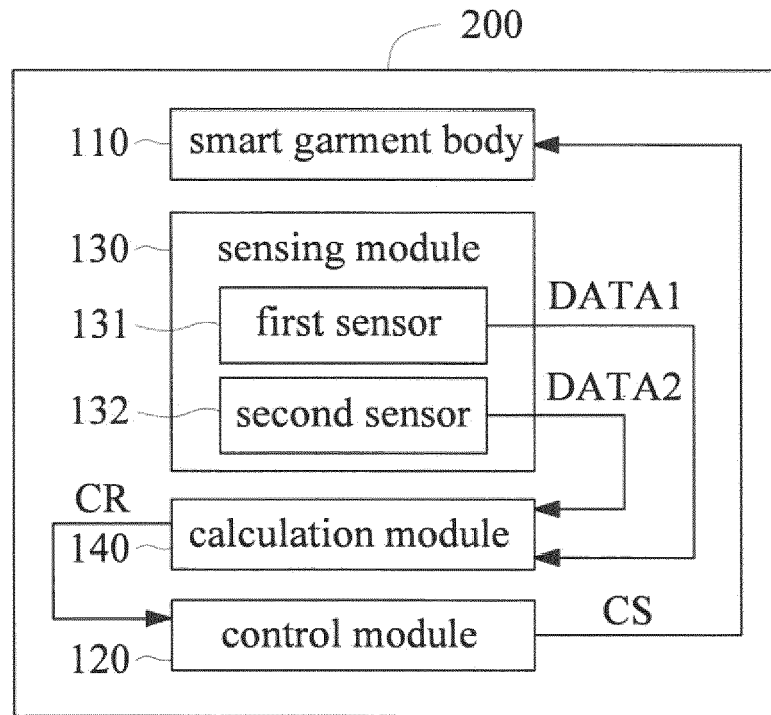 200
110 smart garment body
130 sensing module
131 first sensor DATA1
132 second sensor DATA2
CR
140 calculation module
120 control module CS